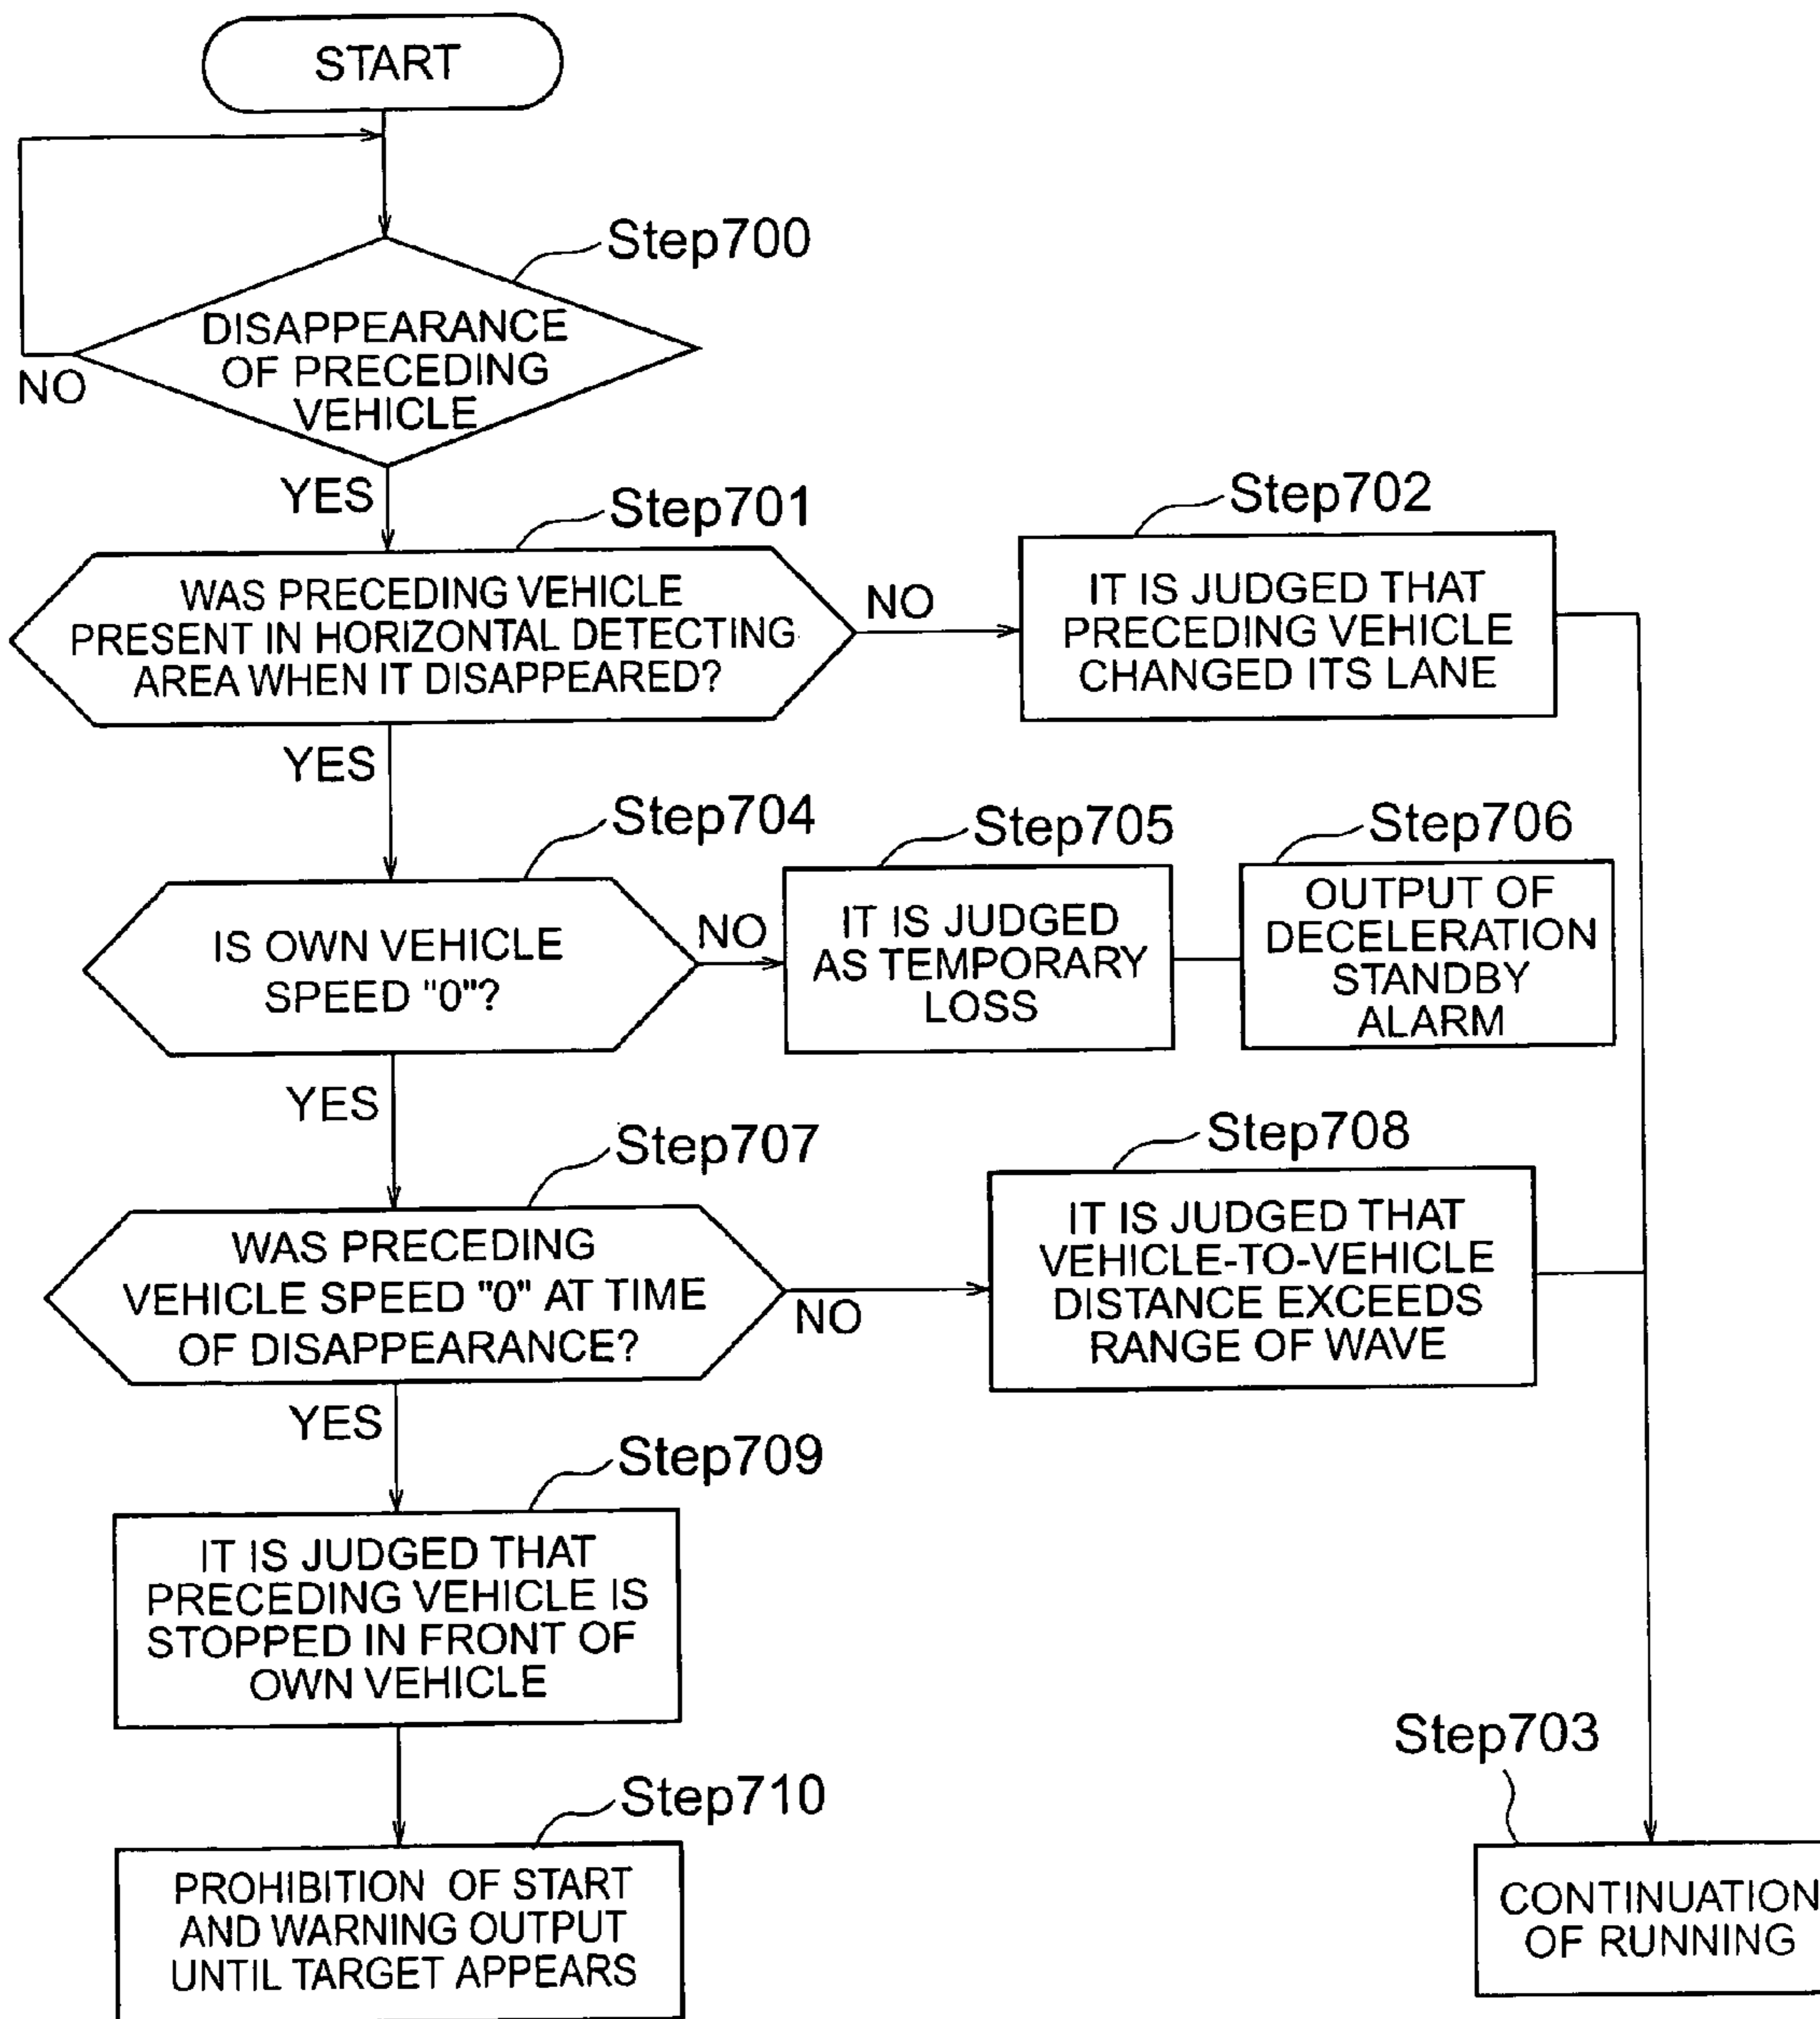 START
Step700
DISAPPEARANCE
OF PRECEDING
VEHICLE
NO
YES
Step701
WAS PRECEDING VEHICLE
PRESENT IN HORIZONTAL DETECTING
AREA WHEN IT DISAPPEARED?
NO
Step702
IT IS JUDGED THAT
PRECEDING VEHICLE
CHANGED ITS LANE
YES
Step704
IS OWN VEHICLE
SPEED "0"?
NO
Step705
IT IS JUDGED
AS TEMPORARY
LOSS
Step706
OUTPUT OF
DECELERATION
STANDBY
ALARM
YES
Step707
WAS PRECEDING
VEHICLE SPEED "0" AT TIME
OF DISAPPEARANCE?
NO
Step708
IT IS JUDGED THAT
VEHICLE-TO-VEHICLE
DISTANCE EXCEEDS
RANGE OF WAVE
YES
Step709
IT IS JUDGED THAT
PRECEDING VEHICLE IS
STOPPED IN FRONT OF
OWN VEHICLE
Step710
PROHIBITION OF START
AND WARNING OUTPUT
UNTIL TARGET APPEARS
Step703
CONTINUATION
OF RUNNING